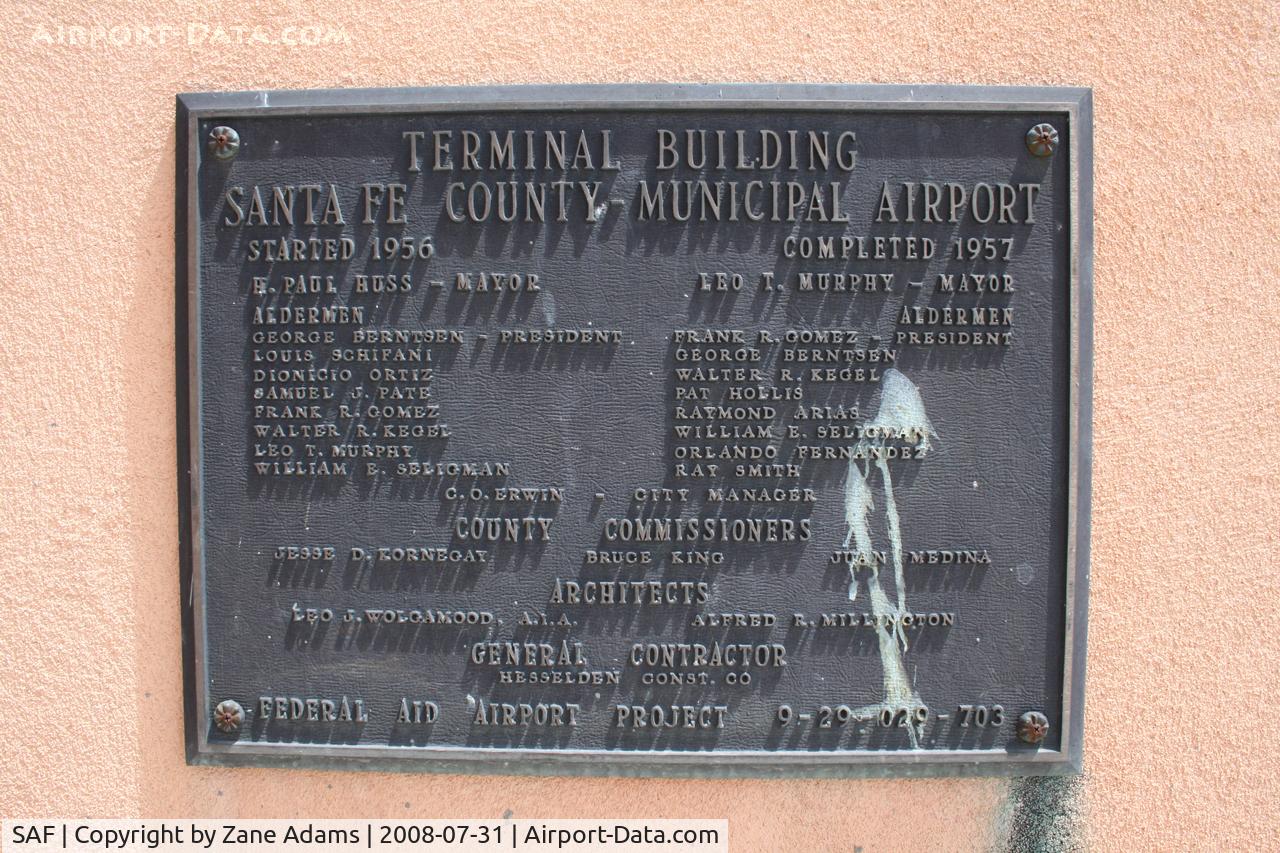 AIRPORT-DATA.COM
TERMINAL BUILDING
SANTA FE COUNTY - MUNICIPAL AIRPORT
STARTED 1956 COMPLETED 1957
H. PAUL HUSS - MAYOR LEO T. MURPHY - MAYOR
ALDERMEN ALDERMEN
GEORGE BERNTSEN - PRESIDENT FRANK R. GOMEZ - PRESIDENT
LOUIS SCHIFANI GEORGE BERNTSEN
DIONICIO ORTIZ WALTER R. KEGEL
SAMUEL J. PATE PAT HOLLIS
FRANK R. GOMEZ RAYMOND ARIAS
WALTER R. KEGEL WILLIAM E. SELIGMAN
LEO T. MURPHY ORLANDO FERNANDEZ
WILLIAM E. SELIGMAN RAY SMITH
C. O. ERWIN - CITY MANAGER
COUNTY COMMISSIONERS
JESSE D. KORNEGAY BRUCE KING JUAN MEDINA
ARCHITECTS
LEO J. WOLGAMOOD, A.I.A. ALFRED R. MILLINGTON
GENERAL CONTRACTOR
HESSELDEN CONST. CO
FEDERAL AID AIRPORT PROJECT 9-29-029-703
SAF | Copyright by Zane Adams | 2008-07-31 | Airport-Data.com